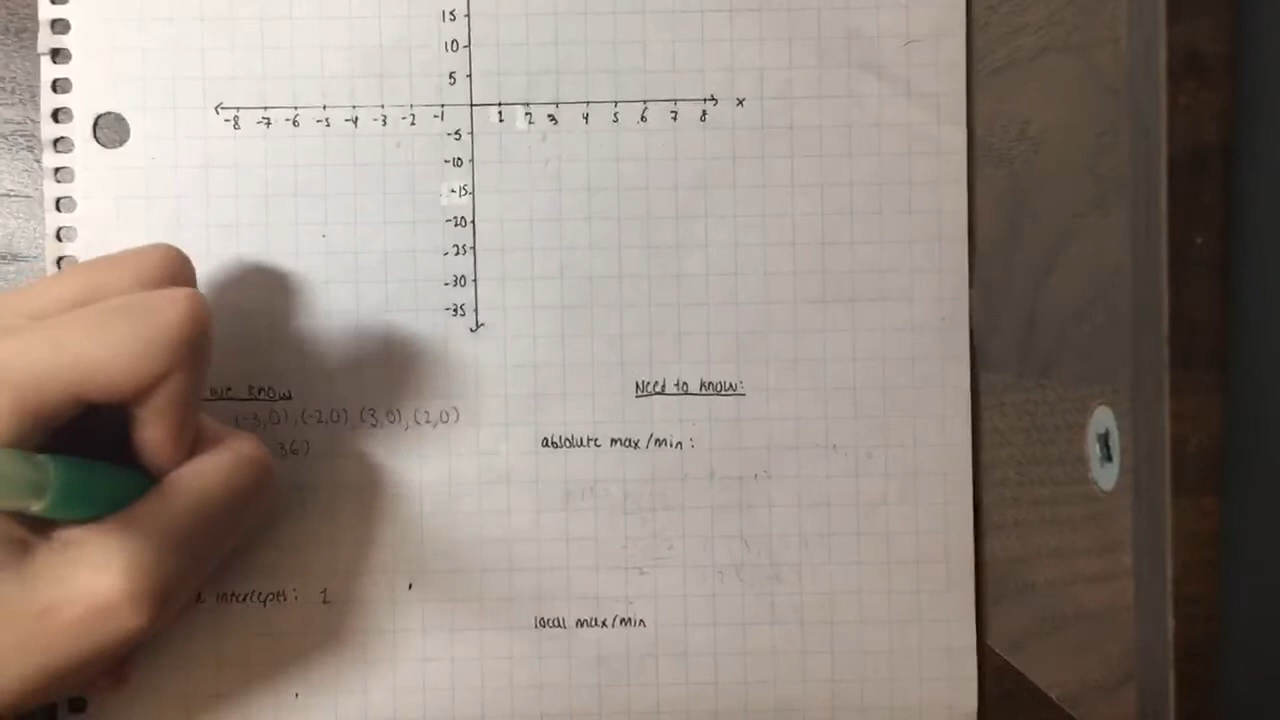 15
10
5
x
-8 -7 -6 -5 -4 -3 -2 -1 1 2 3 4 5 6 7 8
-5
-10
-15
-20
-25
-30
-35
we know
Need to know:
(-3,0), (-2,0) (3,0), (2,0)
absolute max/min:
36)
intercepts: 1
local max/min